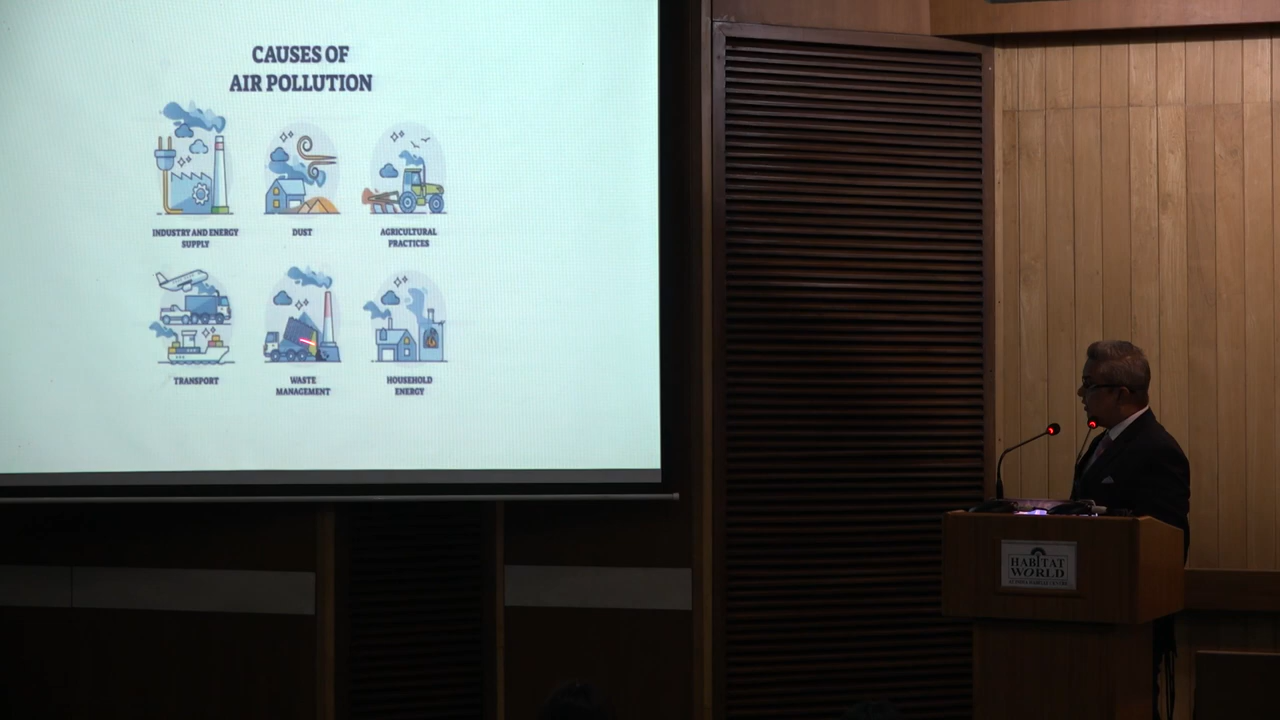 CAUSES OF
AIR POLLUTION
INDUSTRY AND ENERGY
SUPPLY
DUST
AGRICULTURAL
PRACTICES
TRANSPORT
WASTE
MANAGEMENT
HOUSEHOLD
ENERGY
HABITAT
WORLD